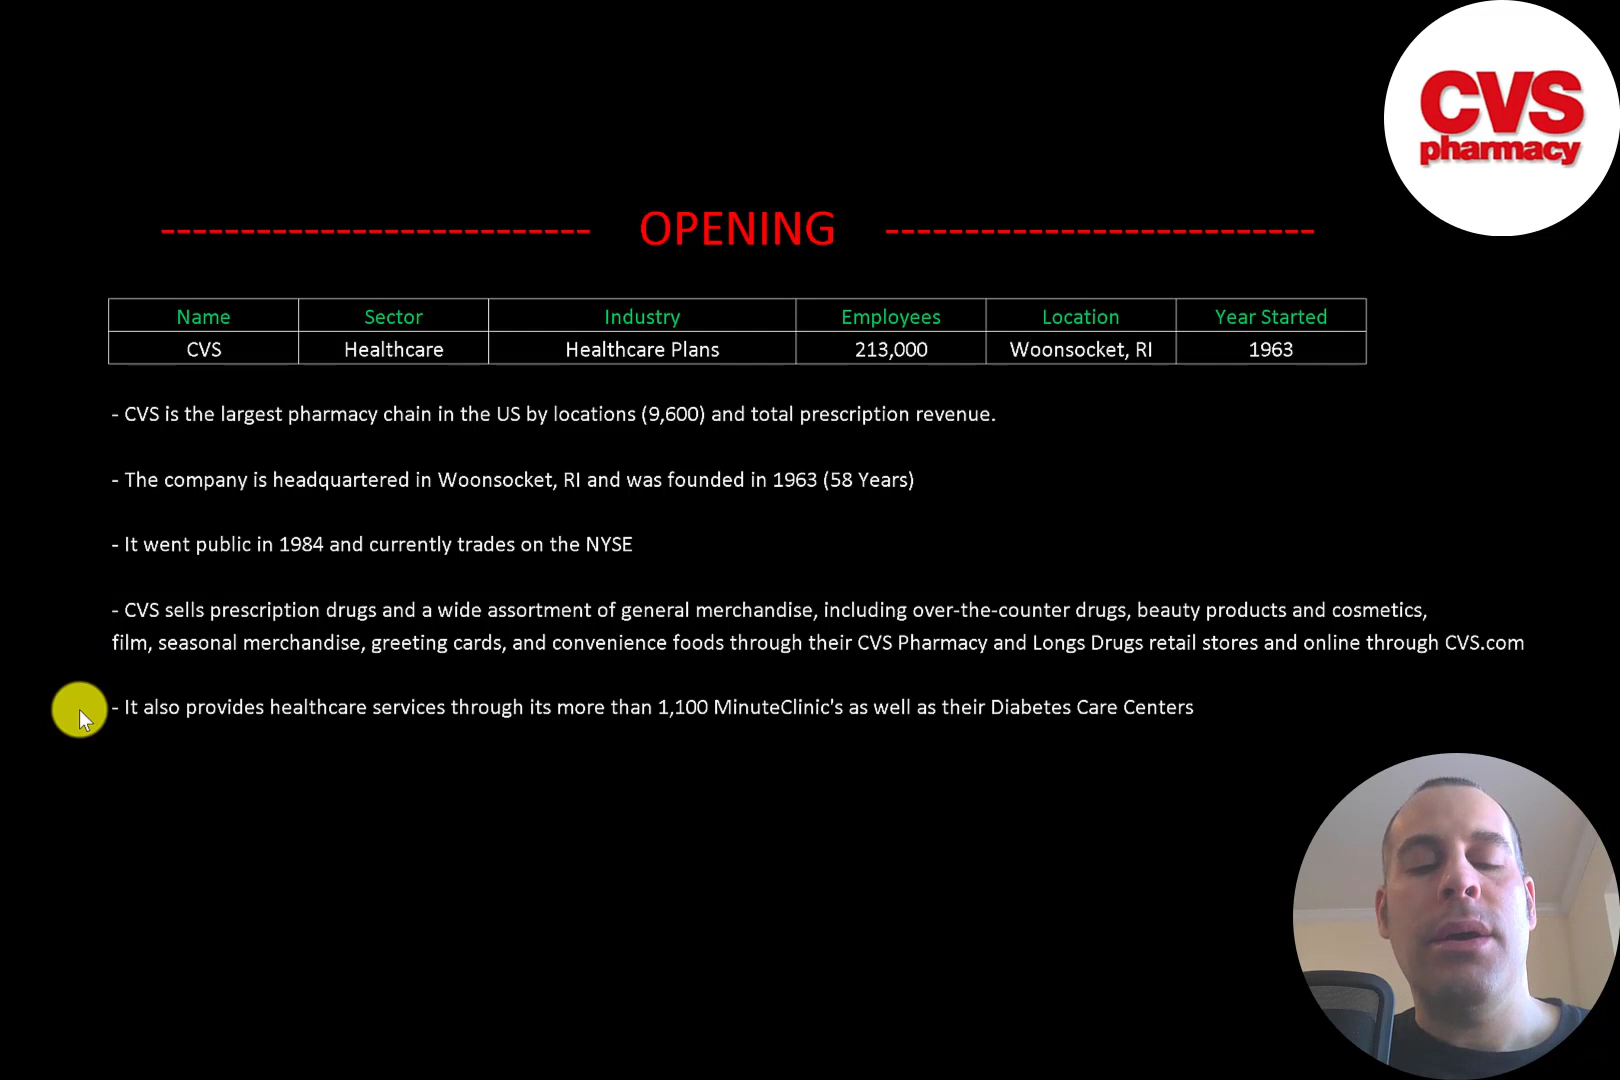 CVS
pharmacy
-------------------------- OPENING --------------------------
Name Sector Industry Employees Location Year Started
CVS Healthcare Healthcare Plans 213,000 Woonsocket, RI 1963
- CVS is the largest pharmacy chain in the US by locations (9,600) and total prescription revenue.
- The company is headquartered in Woonsocket, RI and was founded in 1963 (58 Years)
- It went public in 1984 and currently trades on the NYSE
- CVS sells prescription drugs and a wide assortment of general merchandise, including over-the-counter drugs, beauty products and cosmetics,
film, seasonal merchandise, greeting cards, and convenience foods through their CVS Pharmacy and Longs Drugs retail stores and online through CVS.com
- It also provides healthcare services through its more than 1,100 MinuteClinic's as well as their Diabetes Care Centers